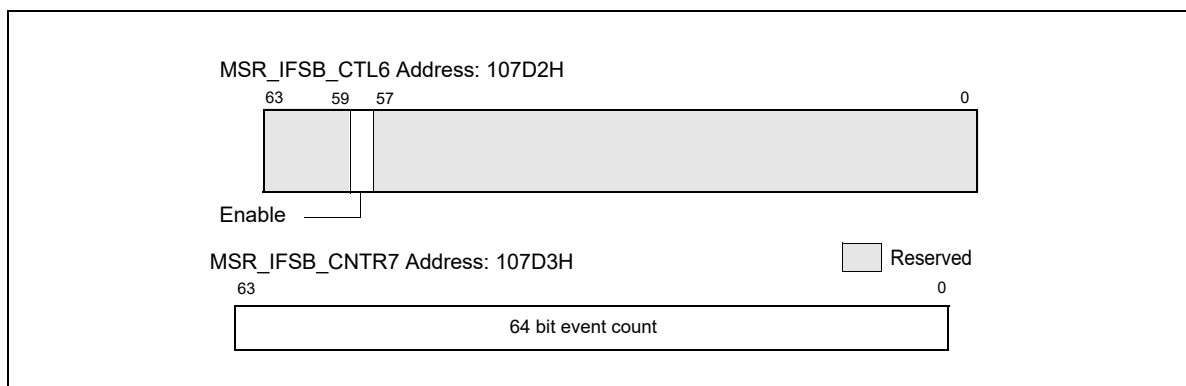 MSR_IFSB_CTL6 Address: 107D2H
63 59 57 0
Enable
Reserved
MSR_IFSB_CNTR7 Address: 107D3H
63 0
64 bit event count